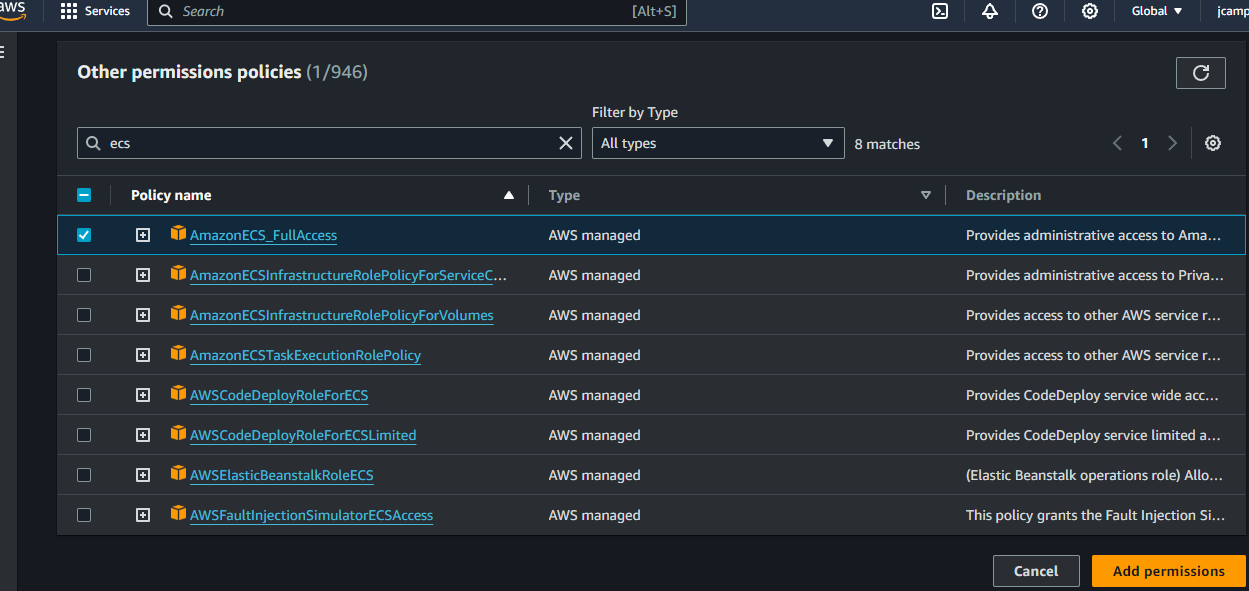 aws Services Search [Alt+S] Global jcamp
Other permissions policies (1/946)
Filter by Type
ecs All types 8 matches 1
Policy name Type Description
AmazonECS_FullAccess AWS managed Provides administrative access to Ama...
AmazonECSInfrastructureRolePolicyForServiceC... AWS managed Provides administrative access to Priva...
AmazonECSInfrastructureRolePolicyForVolumes AWS managed Provides access to other AWS service r...
AmazonECSTaskExecutionRolePolicy AWS managed Provides access to other AWS service r...
AWSCodeDeployRoleForECS AWS managed Provides CodeDeploy service wide acc...
AWSCodeDeployRoleForECSLimited AWS managed Provides CodeDeploy service limited a...
AWSElasticBeanstalkRoleECS AWS managed (Elastic Beanstalk operations role) Allo...
AWSFaultInjectionSimulatorECSAccess AWS managed This policy grants the Fault Injection Si...
Cancel Add permissions